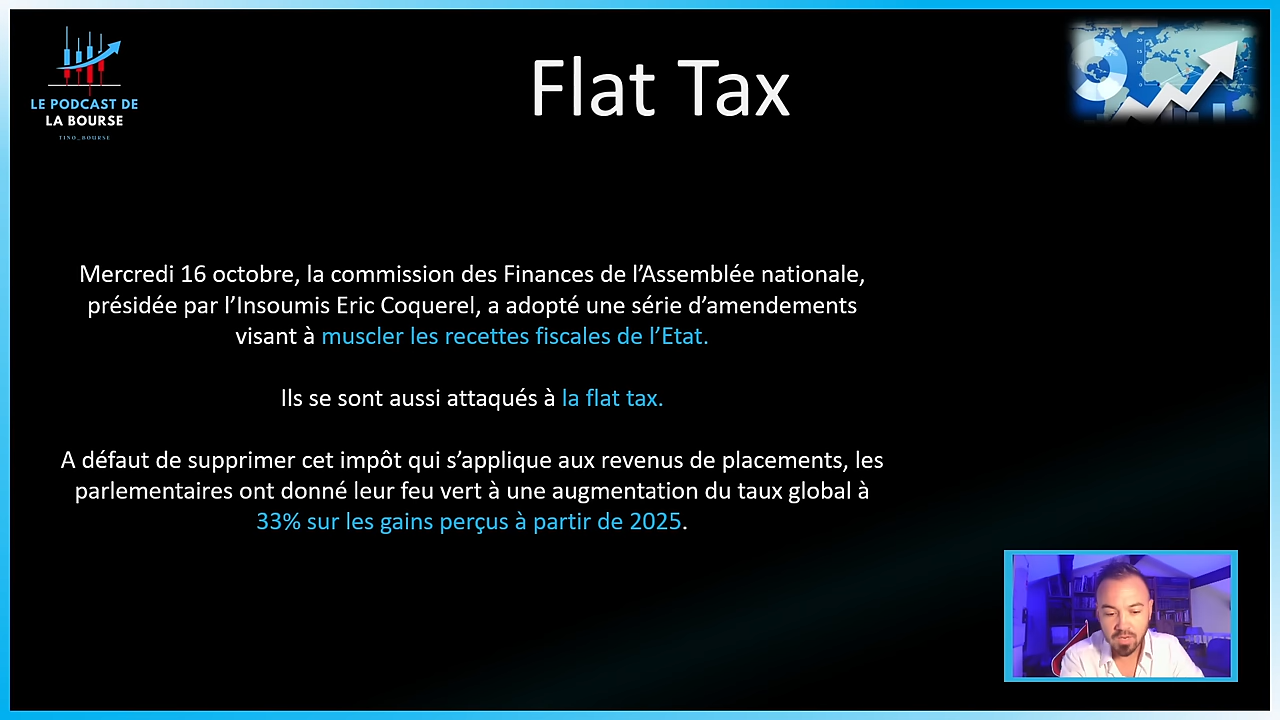 LE PODCAST DE
LA BOURSE
TINO_BOURSE
Flat Tax
Mercredi 16 octobre, la commission des Finances de l’Assemblée nationale,
présidée par l’Insoumis Eric Coquerel, a adopté une série d’amendements
visant à muscler les recettes fiscales de l’Etat.
Ils se sont aussi attaqués à la flat tax.
A défaut de supprimer cet impôt qui s’applique aux revenus de placements, les
parlementaires ont donné leur feu vert à une augmentation du taux global à
33% sur les gains perçus à partir de 2025.